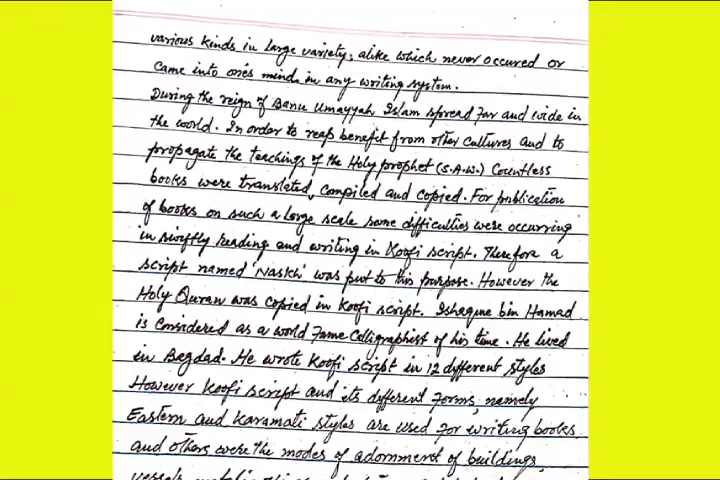 various kinds in large variety, alike which never occured or
came into one's mind in any writing system.
During the reign of Banu Umayyah Islam spread far and wide in
the world. In order to reap benefit from other cultures and to
propagate the teachings of the Holy prophet (S.A.W.) Countless
books were translated, compiled and copied. For publication
of books on such a large scale some difficulties were occurring
in swiftly reading and writing in Koofi script. Therefore a
script named 'Naskh' was put to this purpose. However the
Holy Quran was copied in Koofi script. Ishaque bin Hamad
is considered as a world fame Calligraphist of his time. He lived
in Bagdad. He wrote Koofi script in 12 different styles
However Koofi script and its different forms, namely
Eastern and Karamati styles are used for writing books
and others were the modes of adornment of buildings,
vessels